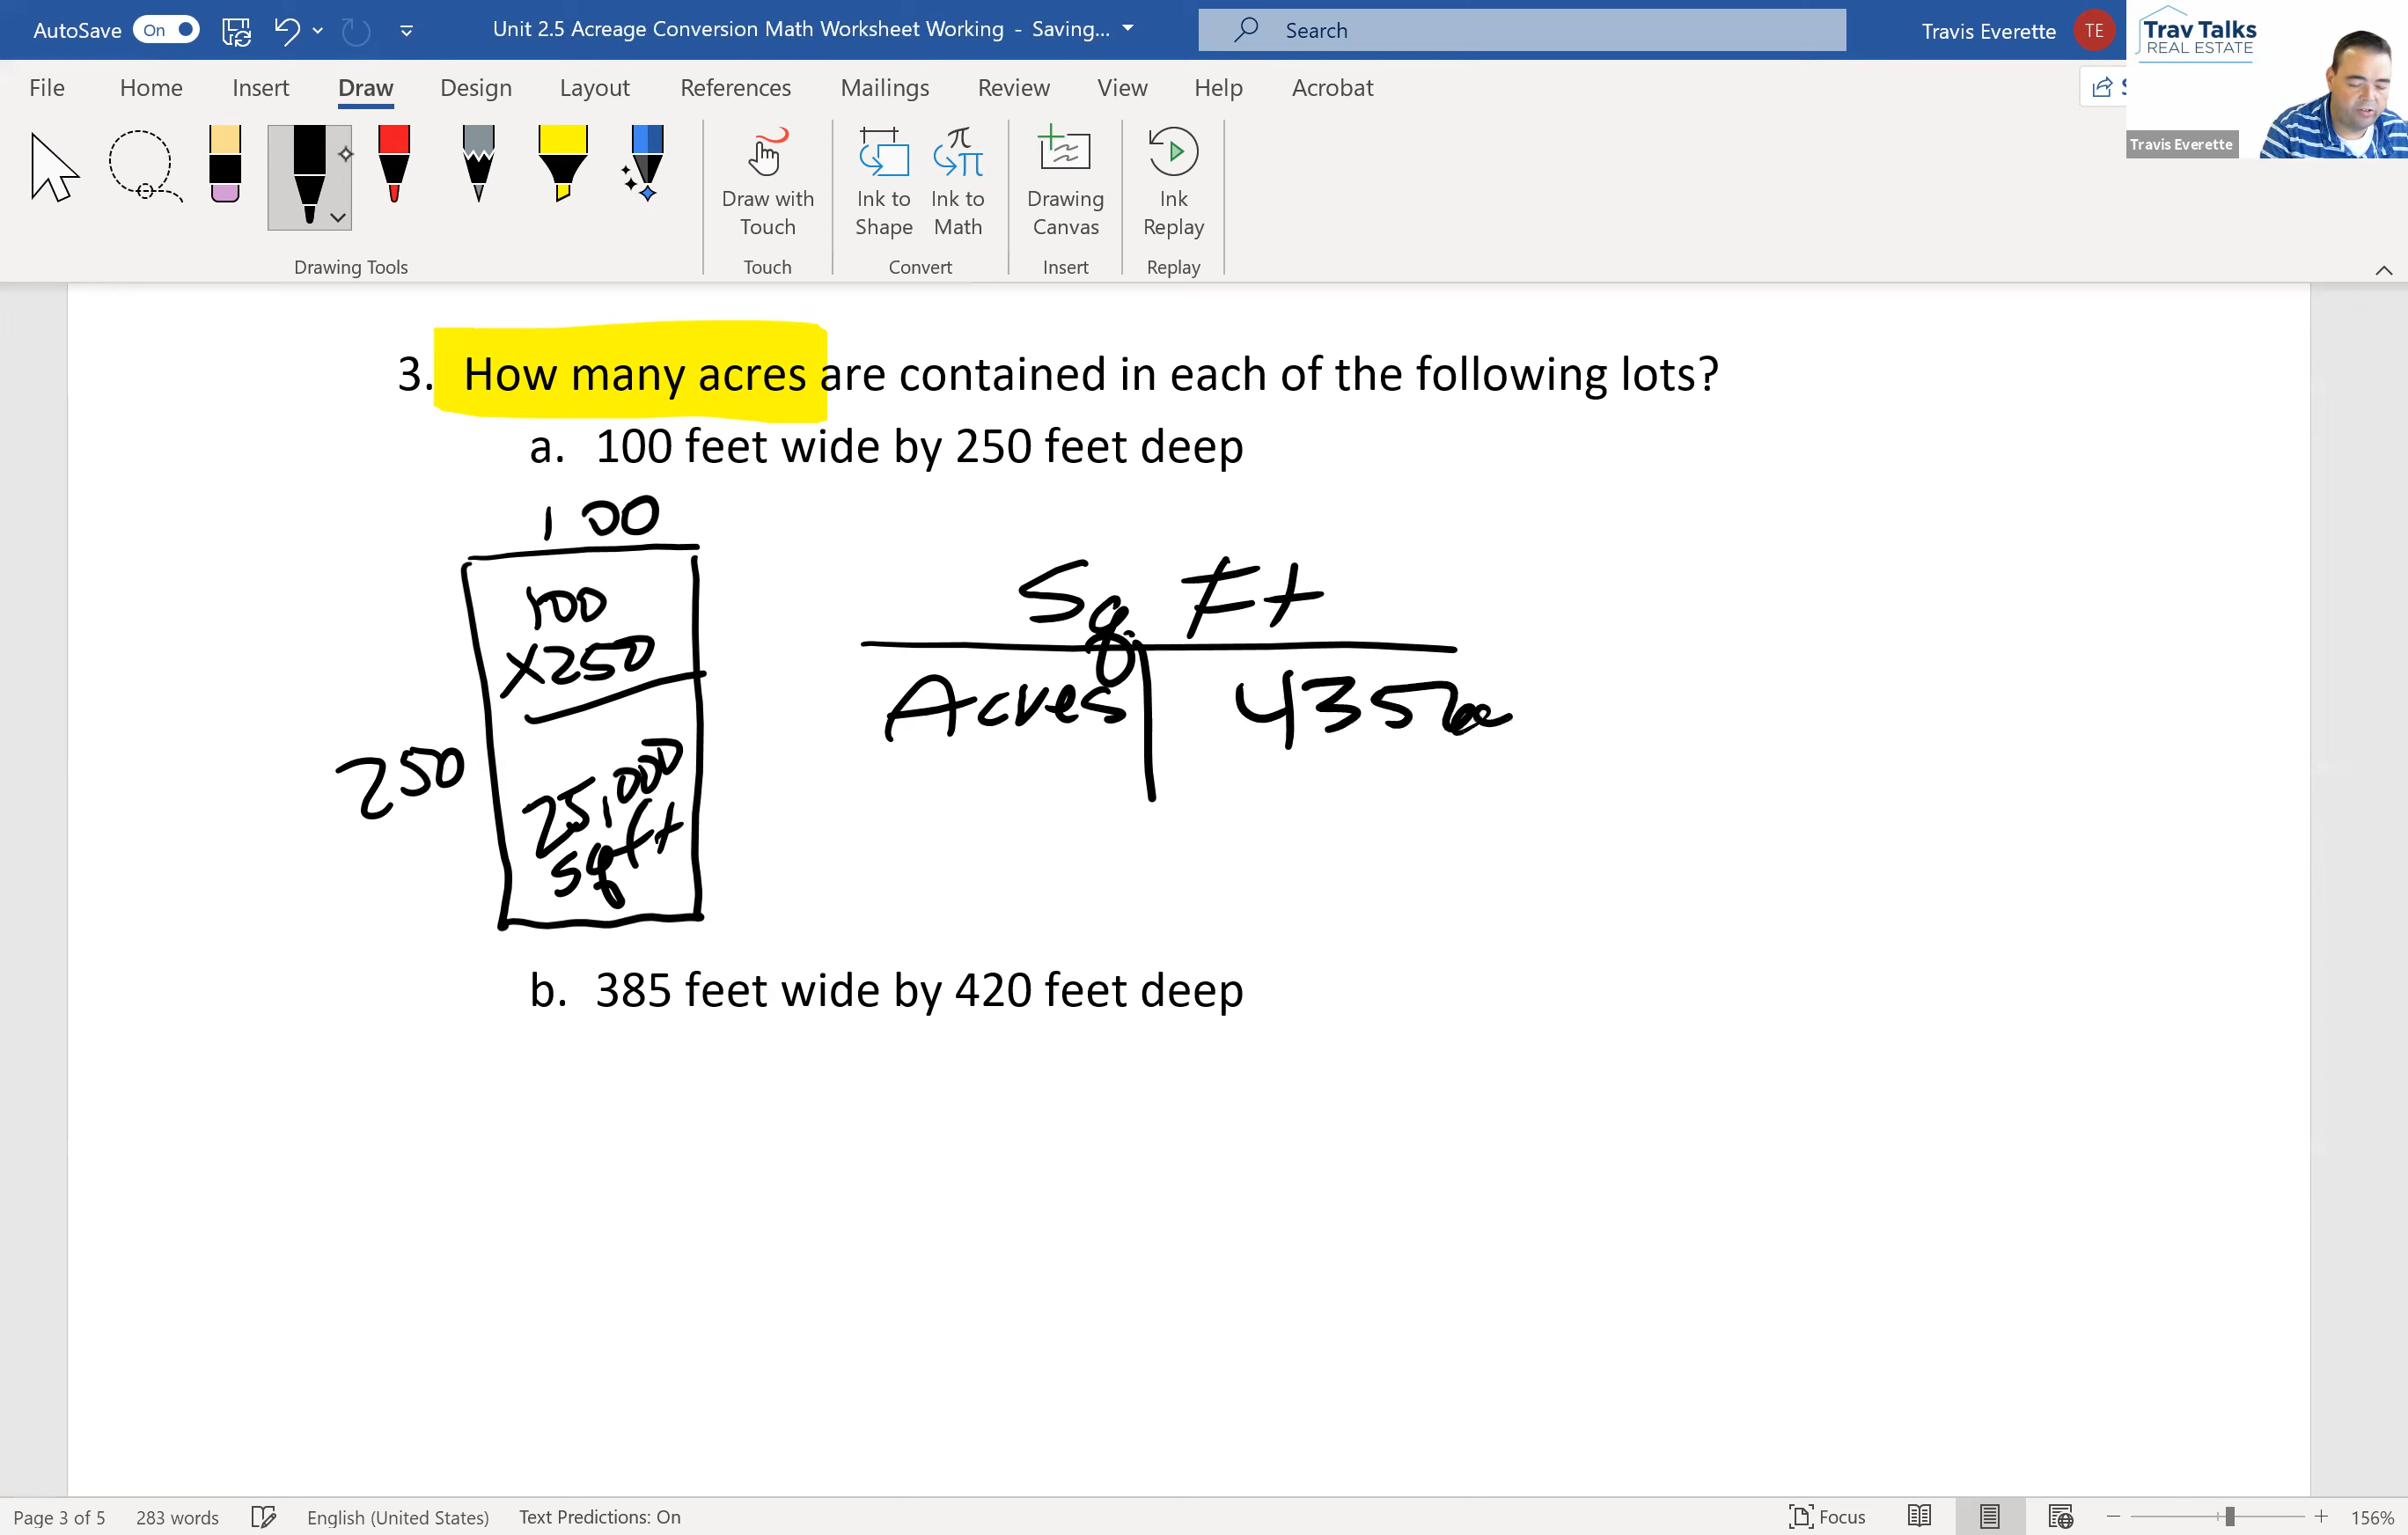 AutoSave On
Unit 2.5 Acreage Conversion Math Worksheet Working - Saving...
Search
Travis Everette TE
Trav Talks
REAL ESTATE
Travis Everette
File Home Insert Draw Design Layout References Mailings Review View Help Acrobat
Draw with Touch
Ink to Shape
Ink to Math
Drawing Canvas
Ink Replay
Drawing Tools Touch Convert Insert Replay
3. How many acres are contained in each of the following lots?
a. 100 feet wide by 250 feet deep
100
100
x250
250
25,000
sqft
Sq Ft
Acres
b. 385 feet wide by 420 feet deep
Page 3 of 5 283 words English (United States) Text Predictions: On Focus 156%